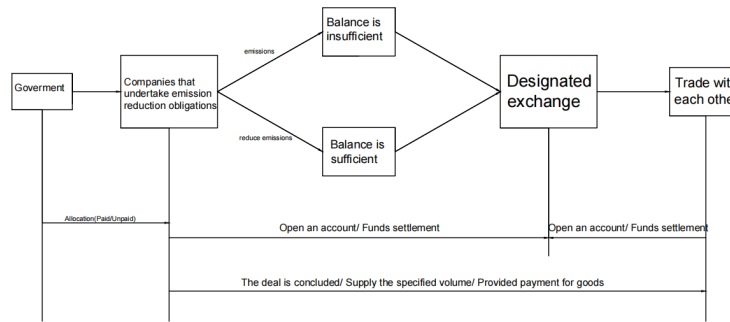 Goverment
Companies that
undertake emission
reduction obligations
emissions
reduce emissions
Balance is
insufficient
Balance is
sufficient
Designated
exchange
Trade wit
each othe
Allocation(Paid/Unpaid)
Open an account/ Funds settlement
Open an account/ Funds settlement
The deal is concluded/ Supply the specified volume/ Provided payment for goods